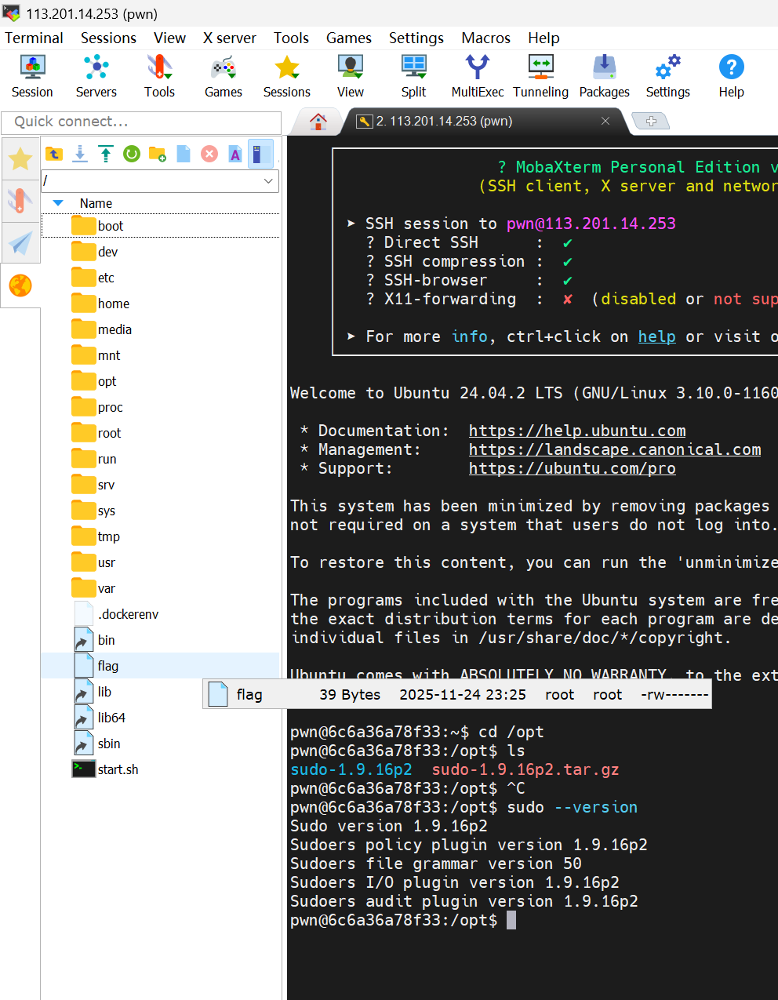 113.201.14.253 (pwn)
Terminal Sessions View X server Tools Games Settings Macros Help
Session Servers Tools Games Sessions View Split MultiExec Tunneling Packages Settings Help
Quick connect...
2. 113.201.14.253 (pwn)
/
Name
boot
dev
etc
home
media
mnt
opt
proc
root
run
srv
sys
tmp
usr
var
.dockerenv
bin
flag
lib
lib64
sbin
start.sh
flag 39 Bytes 2025-11-24 23:25 root root -rw-------
? MobaXterm Personal Edition v
(SSH client, X server and networ
➤ SSH session to pwn@113.201.14.253
? Direct SSH : ✔
? SSH compression : ✔
? SSH-browser : ✔
? X11-forwarding : ✘ (disabled or not sup
➤ For more info, ctrl+click on help or visit o
Welcome to Ubuntu 24.04.2 LTS (GNU/Linux 3.10.0-1160
* Documentation: https://help.ubuntu.com
* Management: https://landscape.canonical.com
* Support: https://ubuntu.com/pro
This system has been minimized by removing packages
not required on a system that users do not log into.
To restore this content, you can run the 'unminimize
The programs included with the Ubuntu system are fre
the exact distribution terms for each program are de
individual files in /usr/share/doc/*/copyright.
Ubuntu comes with ABSOLUTELY NO WARRANTY, to the ext
pwn@6c6a36a78f33:~$ cd /opt
pwn@6c6a36a78f33:/opt$ ls
sudo-1.9.16p2 sudo-1.9.16p2.tar.gz
pwn@6c6a36a78f33:/opt$ ^C
pwn@6c6a36a78f33:/opt$ sudo --version
Sudo version 1.9.16p2
Sudoers policy plugin version 1.9.16p2
Sudoers file grammar version 50
Sudoers I/O plugin version 1.9.16p2
Sudoers audit plugin version 1.9.16p2
pwn@6c6a36a78f33:/opt$